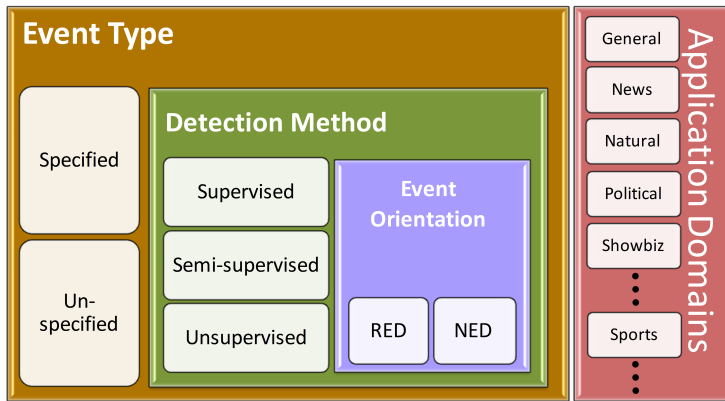 Event Type
Specified
Un-
specified
Detection Method
Supervised
Semi-supervised
Unsupervised
Event
Orientation
RED
NED
Application Domains
General
News
Natural
Political
Showbiz
Sports